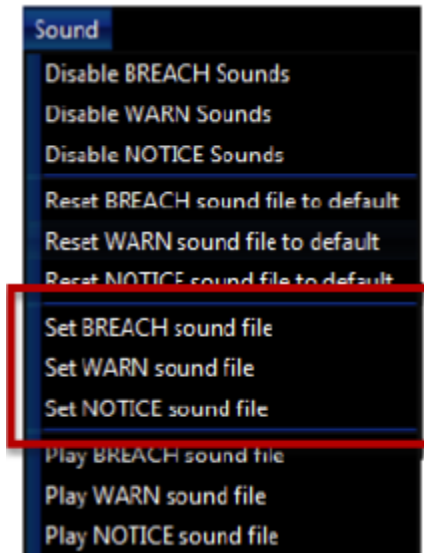 Sound
Disable BREACH Sounds
Disable WARN Sounds
Disable NOTICE Sounds
Reset BREACH sound file to default
Reset WARN sound file to default
Reset NOTICE sound file to default
Set BREACH sound file
Set WARN sound file
Set NOTICE sound file
Play BREACH sound file
Play WARN sound file
Play NOTICE sound file